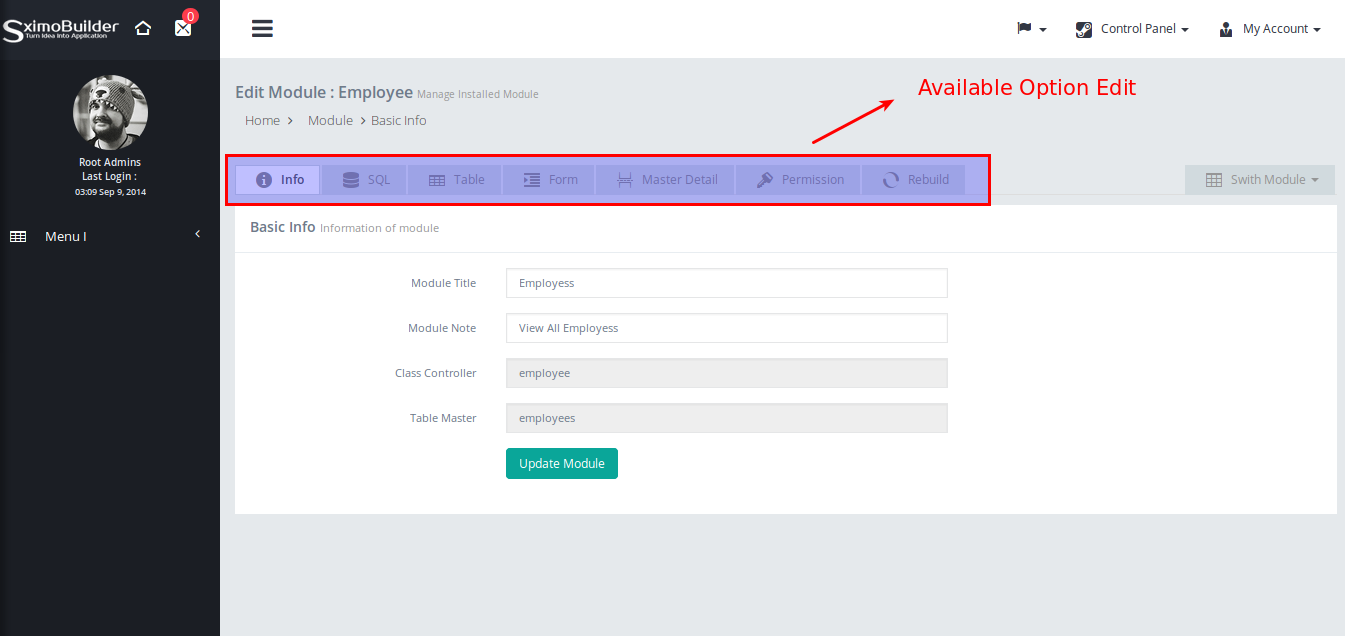 SximoBuilder
Turn Idea Into Application
0
Control Panel
My Account
Root Admins
Last Login :
03:09 Sep 9, 2014
Menu I
Edit Module : Employee Manage Installed Module
Home > Module > Basic Info
Available Option Edit
Info SQL Table Form Master Detail Permission Rebuild
Swith Module
Basic Info Information of module
Module Title Employess
Module Note View All Employess
Class Controller employee
Table Master employees
Update Module